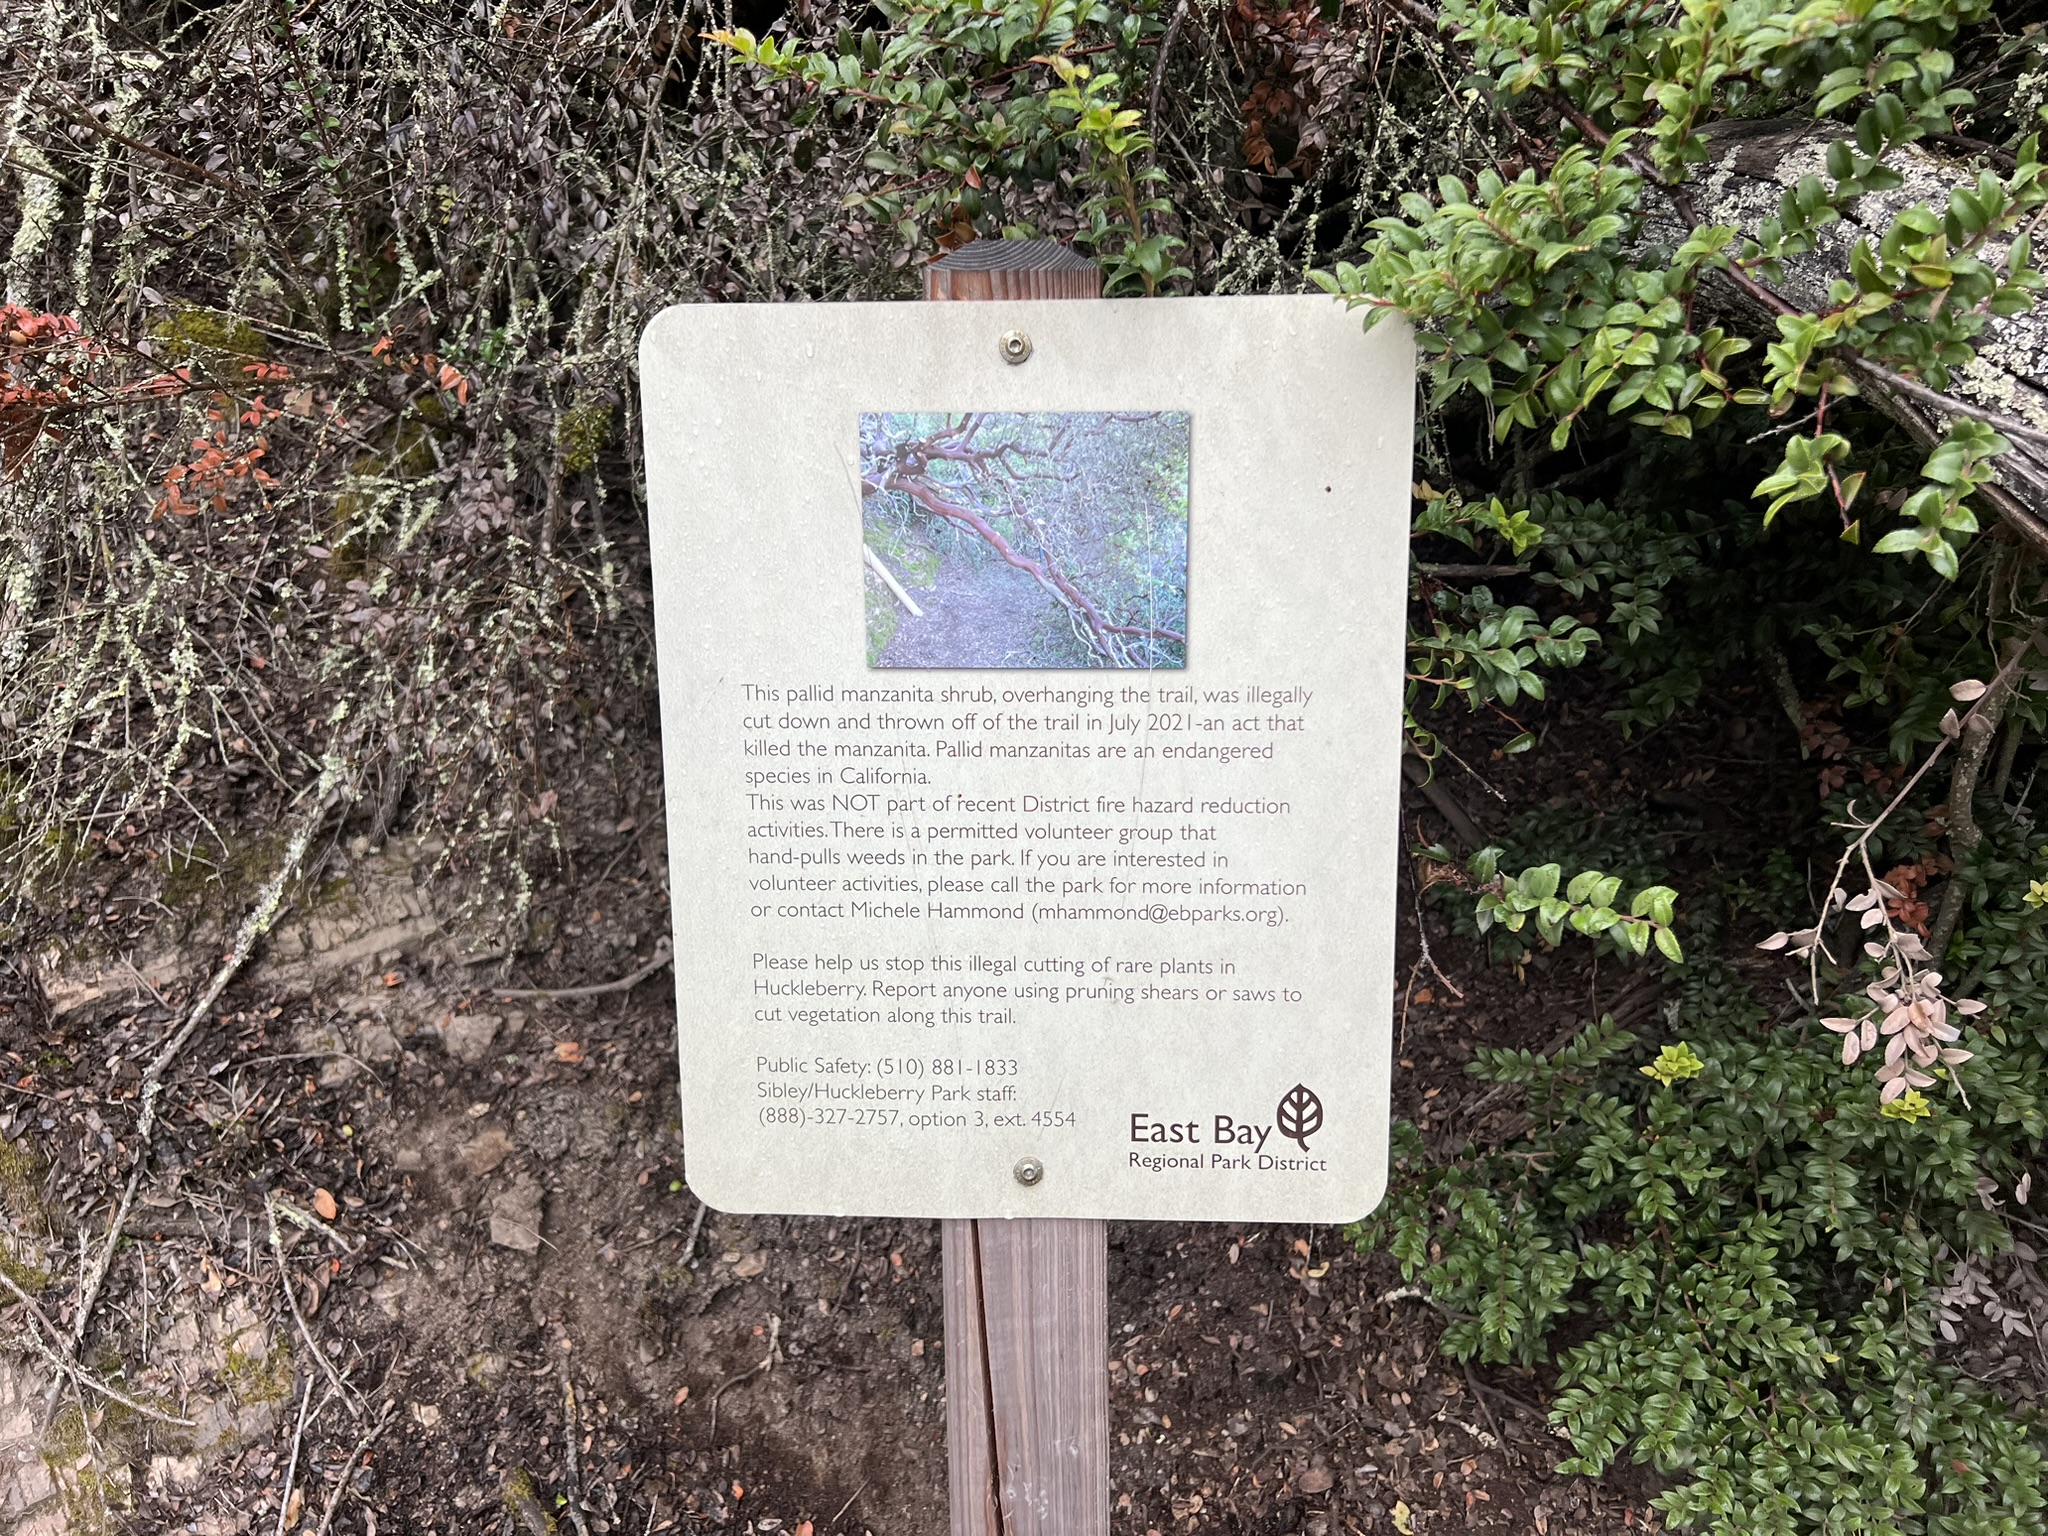 This pallid manzanita shrub, overhanging the trail, was illegally
cut down and thrown off of the trail in July 2021-an act that
killed the manzanita. Pallid manzanitas are an endangered
species in California.
This was NOT part of recent District fire hazard reduction
activities. There is a permitted volunteer group that
hand-pulls weeds in the park. If you are interested in
volunteer activities, please call the park for more information
or contact Michele Hammond (mhammond@ebparks.org).
Please help us stop this illegal cutting of rare plants in
Huckleberry. Report anyone using pruning shears or saws to
cut vegetation along this trail.
Public Safety: (510) 881-1833
Sibley/Huckleberry Park staff:
(888)-327-2757, option 3, ext. 4554
East Bay
Regional Park District